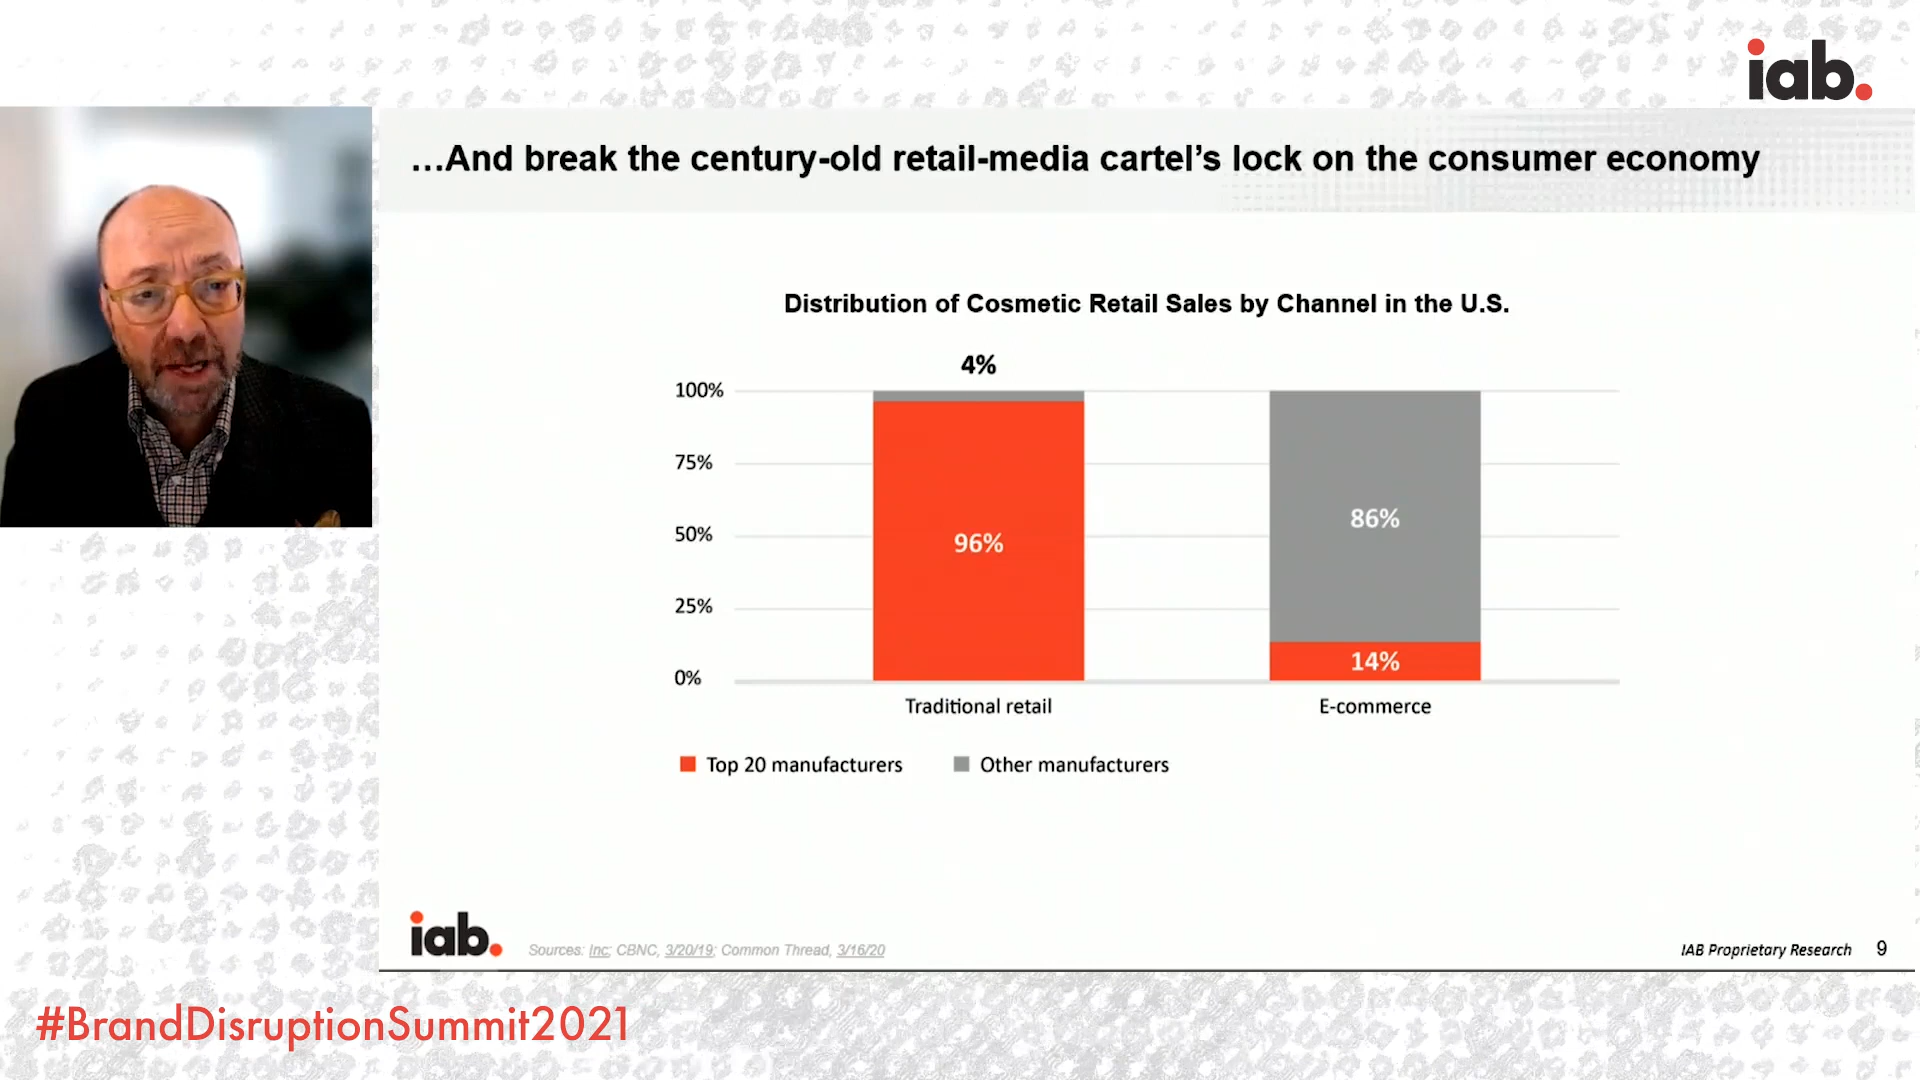 iab.
…And break the century-old retail-media cartel’s lock on the consumer economy
Distribution of Cosmetic Retail Sales by Channel in the U.S.
4%
100%
75%
50%
25%
0%
96%
86%
14%
Traditional retail
E-commerce
Top 20 manufacturers
Other manufacturers
iab.
Sources: Inc; CBNC, 3/20/19; Common Thread, 3/16/20
IAB Proprietary Research 9
#BrandDisruptionSummit2021